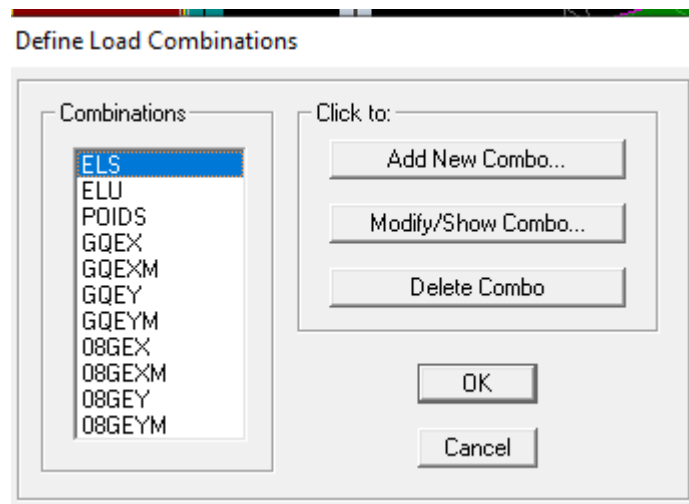 Define Load Combinations
Combinations
ELS
ELU
POIDS
GQEX
GQEXM
GQEY
GQEYM
08GEX
08GEXM
08GEY
08GEYM
Click to:
Add New Combo...
Modify/Show Combo...
Delete Combo
OK
Cancel